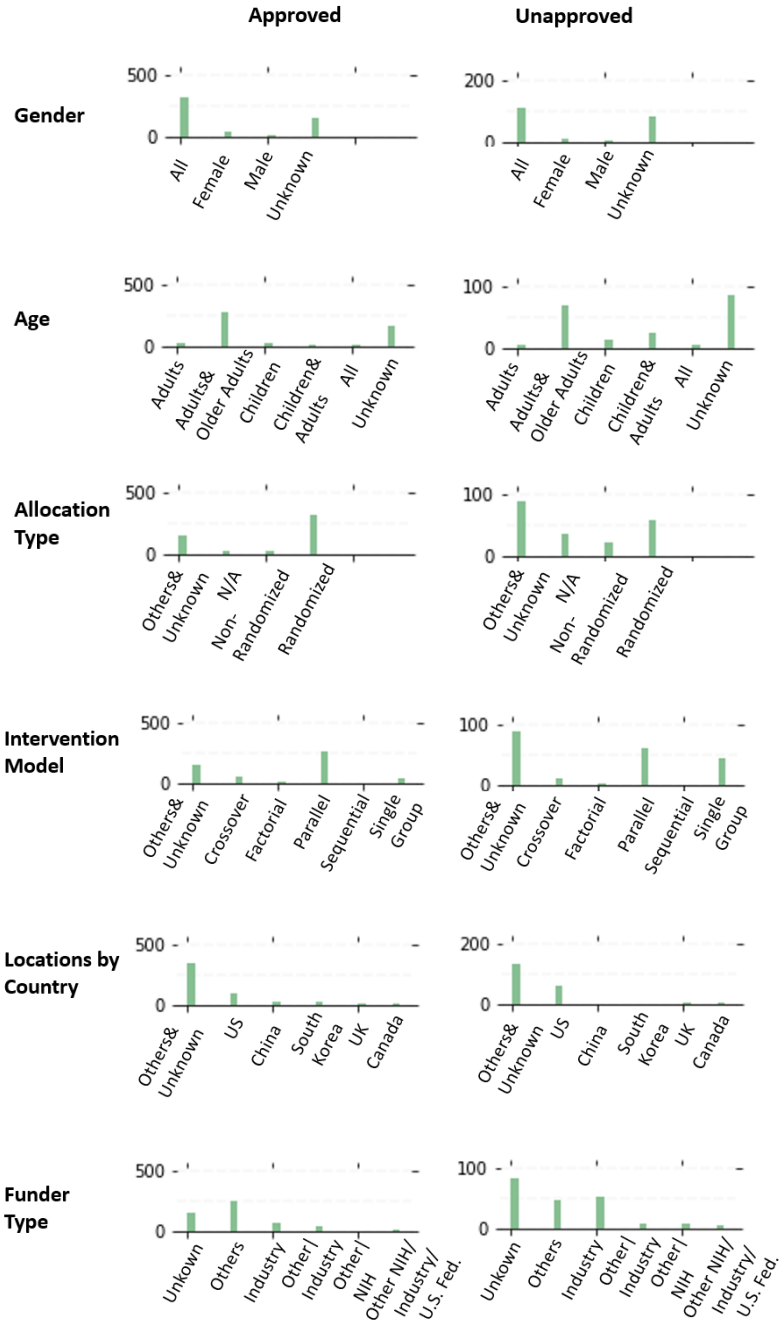 Approved Unapproved
Gender
500
0
All
Female
Male
Unknown
200
0
All
Female
Male
Unknown
Age
500
0
Adults
Adults&
Older Adults
Children
Children&
Adults
All
Unknown
100
0
Adults
Adults&
Older Adults
Children
Children&
Adults
All
Unknown
Allocation
Type
500
0
Others&
Unknown
N/A
Non-
Randomized
Randomized
100
0
Others&
Unknown
N/A
Non-
Randomized
Randomized
Intervention
Model
500
0
Others&
Unknown
Crossover
Factorial
Parallel
Sequential
Single
Group
100
0
Others&
Unknown
Crossover
Factorial
Parallel
Sequential
Single
Group
Locations by
Country
500
0
Others&
Unknown
US
China
South
Korea
UK
Canada
200
0
Others&
Unknown
US
China
South
Korea
UK
Canada
Funder
Type
500
0
Unkown
Others
Industry
Other|
Industry
Other|
NIH
Other NIH/
Industry/
U.S. Fed.
100
0
Unkown
Others
Industry
Other|
Industry
Other|
NIH
Other NIH/
Industry/
U.S. Fed.